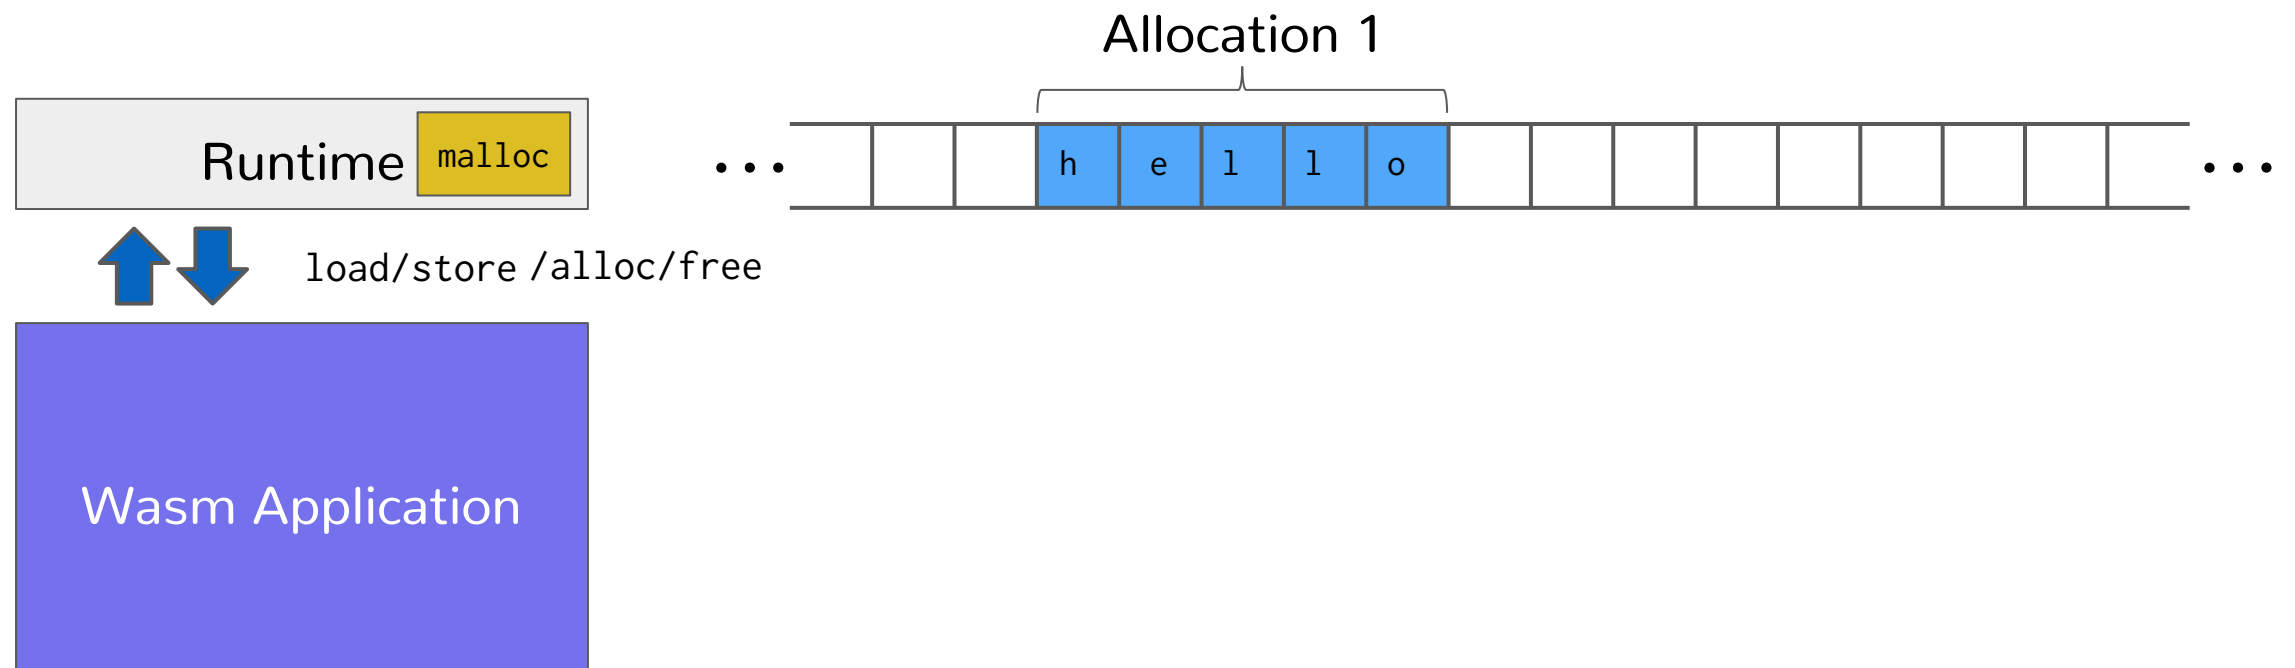 Allocation 1
Runtime malloc
... h e l l o ...
load/store /alloc/free
Wasm Application